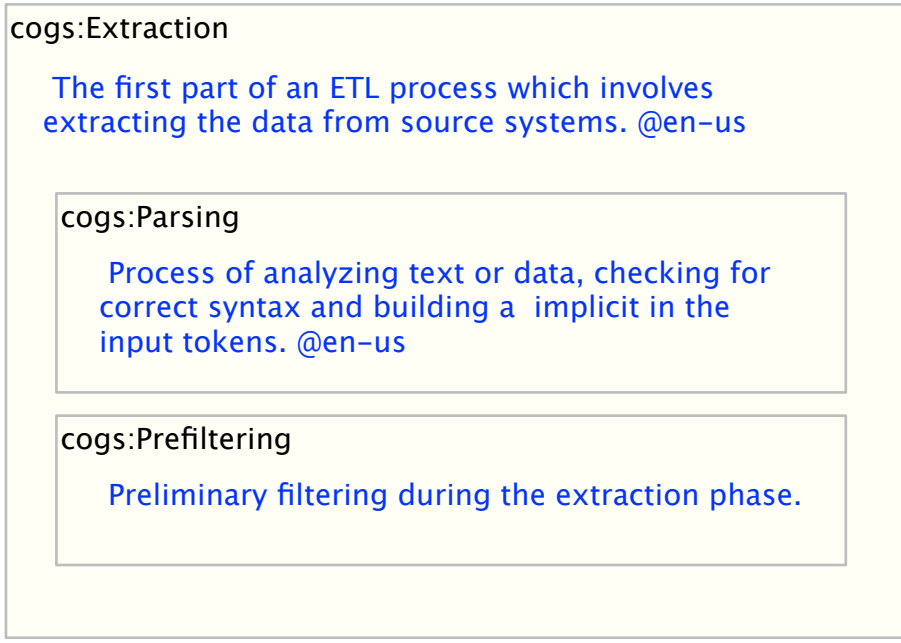 cogs:Extraction
The first part of an ETL process which involves
extracting the data from source systems. @en-us
cogs:Parsing
Process of analyzing text or data, checking for
correct syntax and building a  implicit in the
input tokens. @en-us
cogs:Prefiltering
Preliminary filtering during the extraction phase.